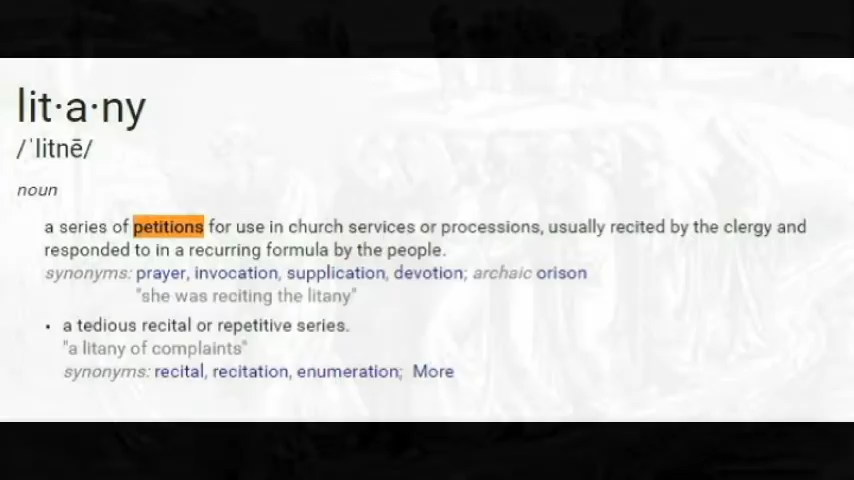 lit·a·ny
/ˈlitnē/
noun
a series of petitions for use in church services or processions, usually recited by the clergy and
responded to in a recurring formula by the people.
synonyms: prayer, invocation, supplication, devotion; archaic orison
"she was reciting the litany"
• a tedious recital or repetitive series.
"a litany of complaints"
synonyms: recital, recitation, enumeration; More